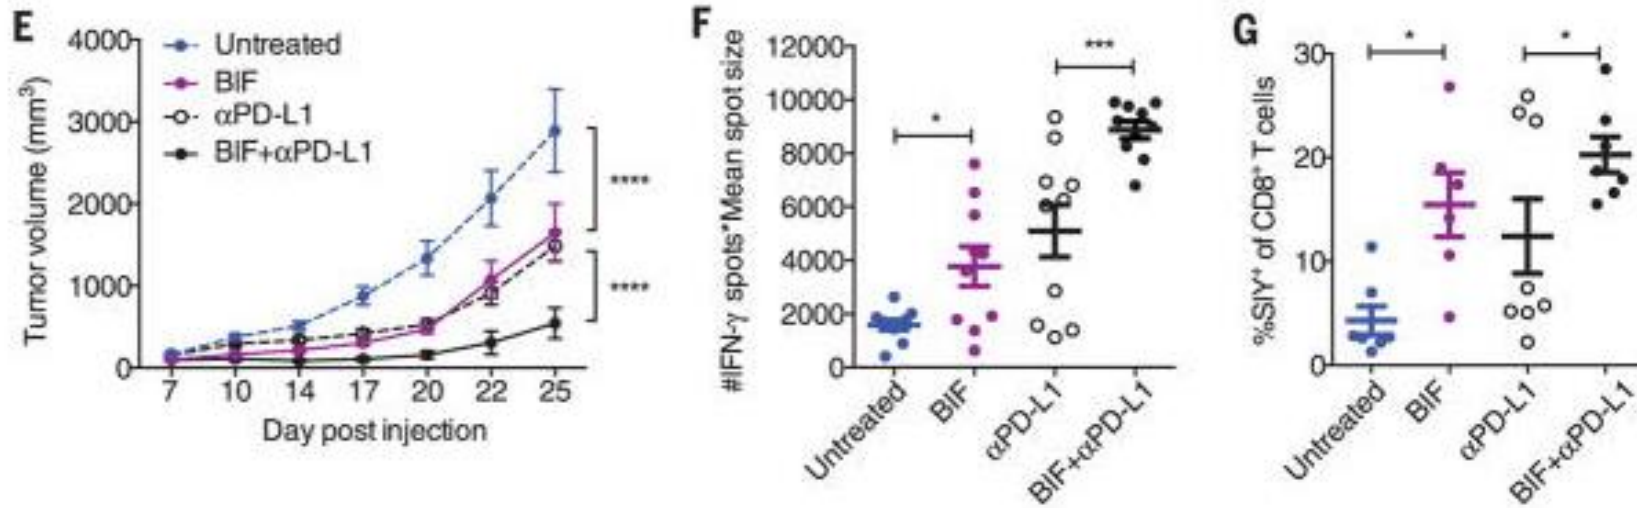 E
Tumor volume (mm³)
4000
3000
2000
1000
0
7 10 14 17 20 22 25
Day post injection
Untreated
BIF
αPD-L1
BIF+αPD-L1
****
****
F
#IFN-γ spots*Mean spot size
12000
10000
8000
6000
4000
2000
0
*
***
Untreated
BIF
αPD-L1
BIF+αPD-L1
G
%SIY⁺ of CD8⁺ T cells
30
20
10
0
*
*
Untreated
BIF
αPD-L1
BIF+αPD-L1